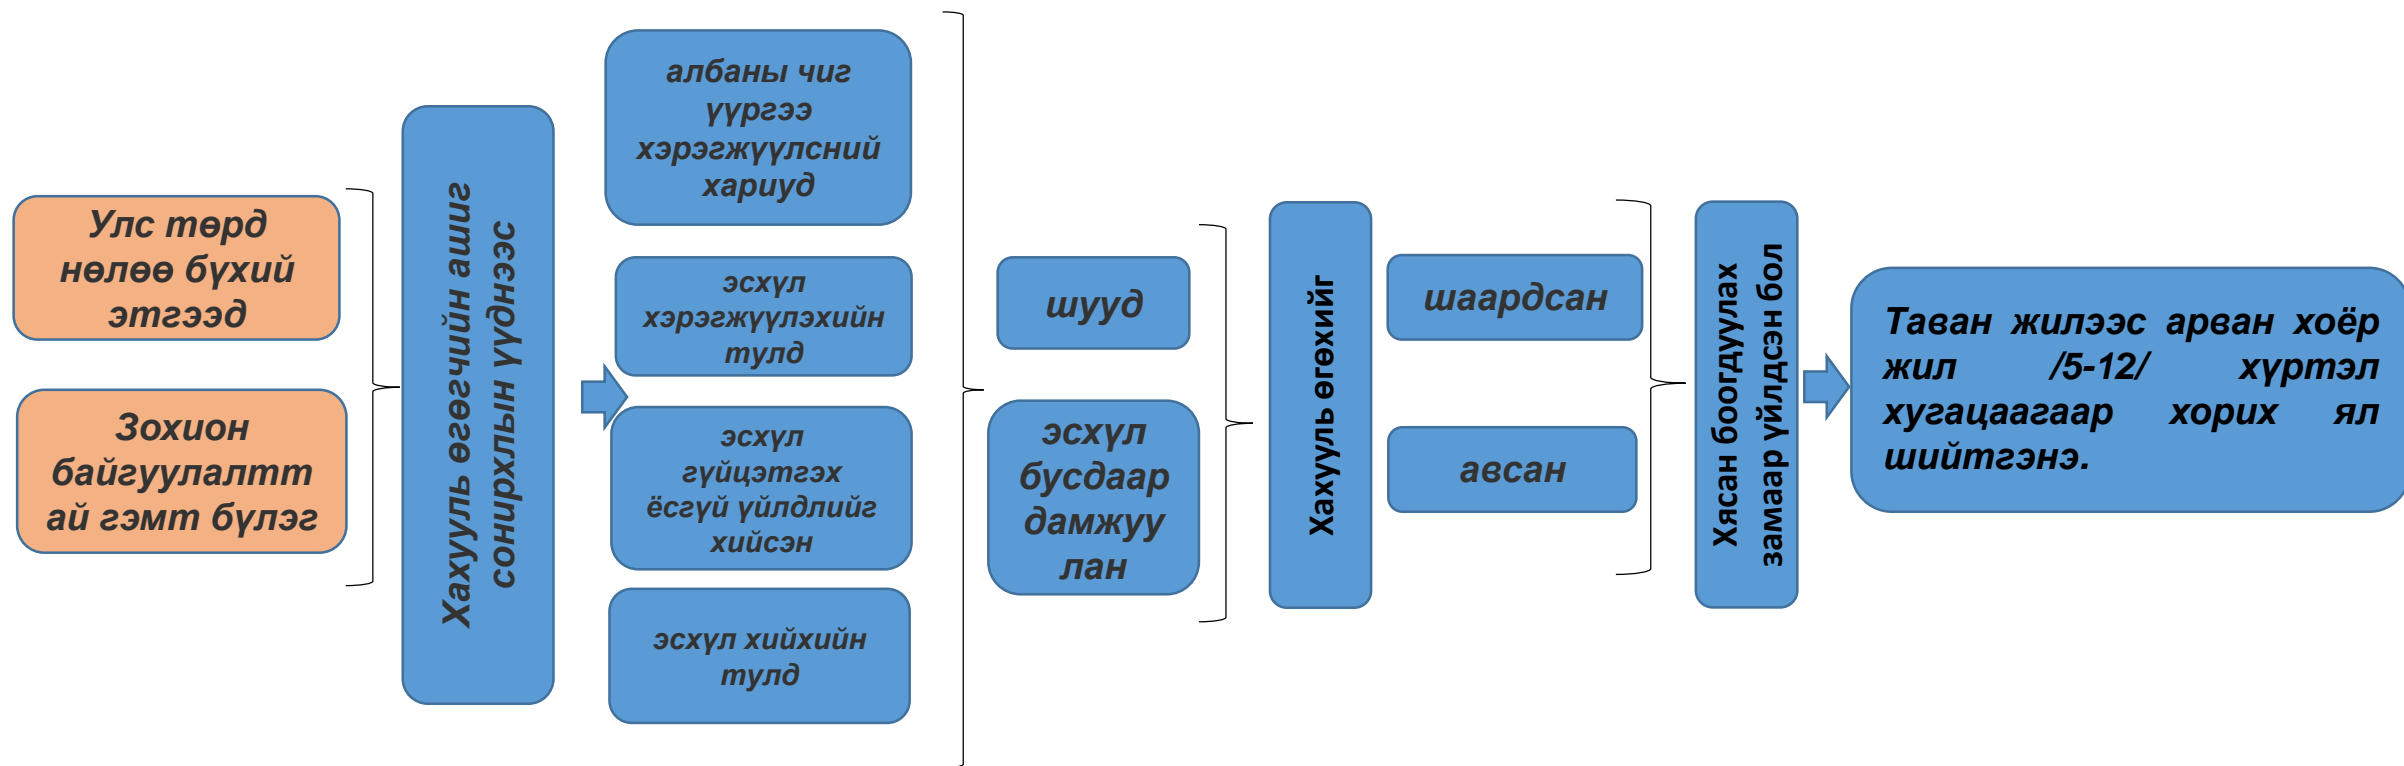 Улс төрд
нөлөө бүхий
этгээд
Зохион
байгуулалтт
ай гэмт бүлэг
Хахууль өгөгчийн ашиг
сонирхлын үүднээс
албаны чиг
үүргээ
хэрэгжүүлсний
хариуд
эсхүл
хэрэгжүүлэхийн
тулд
эсхүл
гүйцэтгэх
ёсгүй үйлдлийг
хийсэн
эсхүл хийхийн
тулд
шууд
эсхүл
бусдаар
дамжуу
лан
Хахууль өгөхийг
шаардсан
авсан
Хясан боогдуулах
замаар үйлдсэн бол
Таван жилээс арван хоёр
жил /5-12/ хүртэл
хугацаагаар хорих ял
шийтгэнэ.